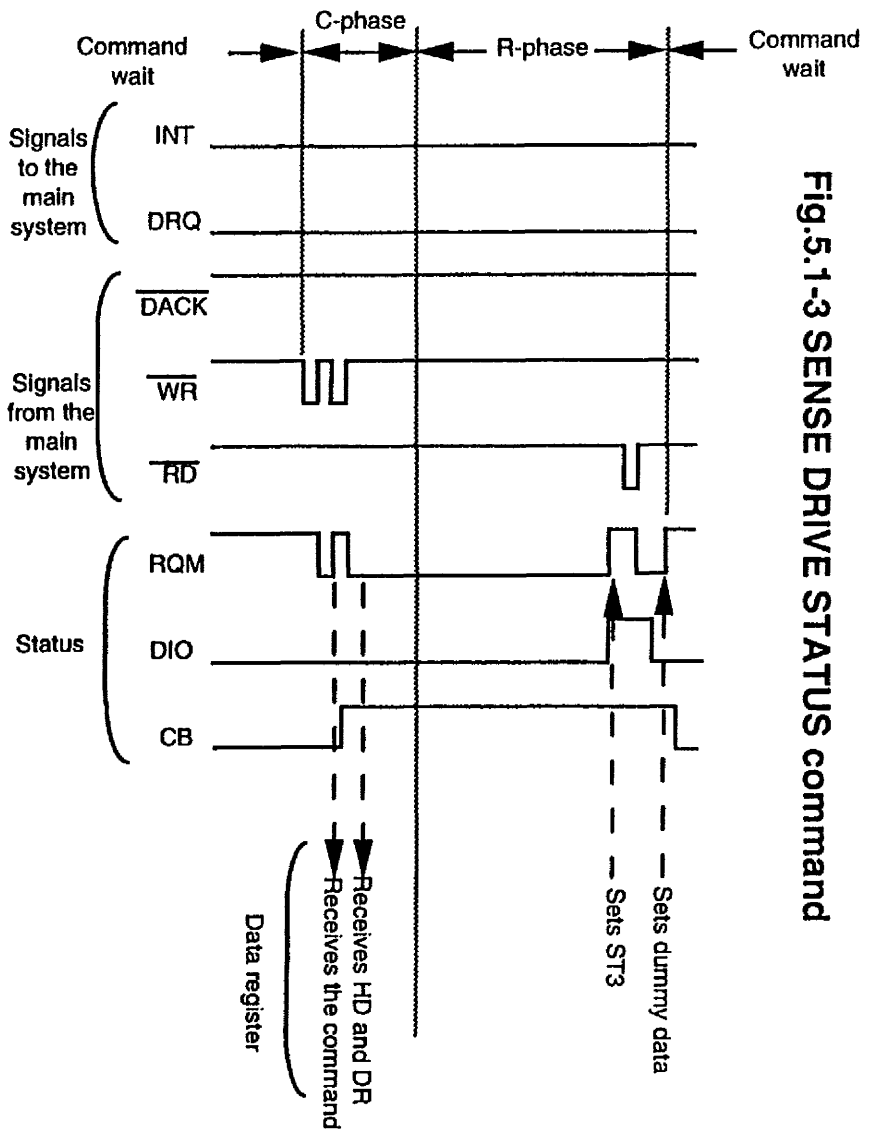 C-phase
Command
wait
R-phase
Command
wait
Signals
to the
main
system
INT
DRQ
Signals
from the
main
system
DACK
WR
RD
Status
RQM
DIO
CB
Data register
Receives the command
Receives HD and DR
Sets ST3
Sets dummy data
Fig.5.1-3 SENSE DRIVE STATUS command